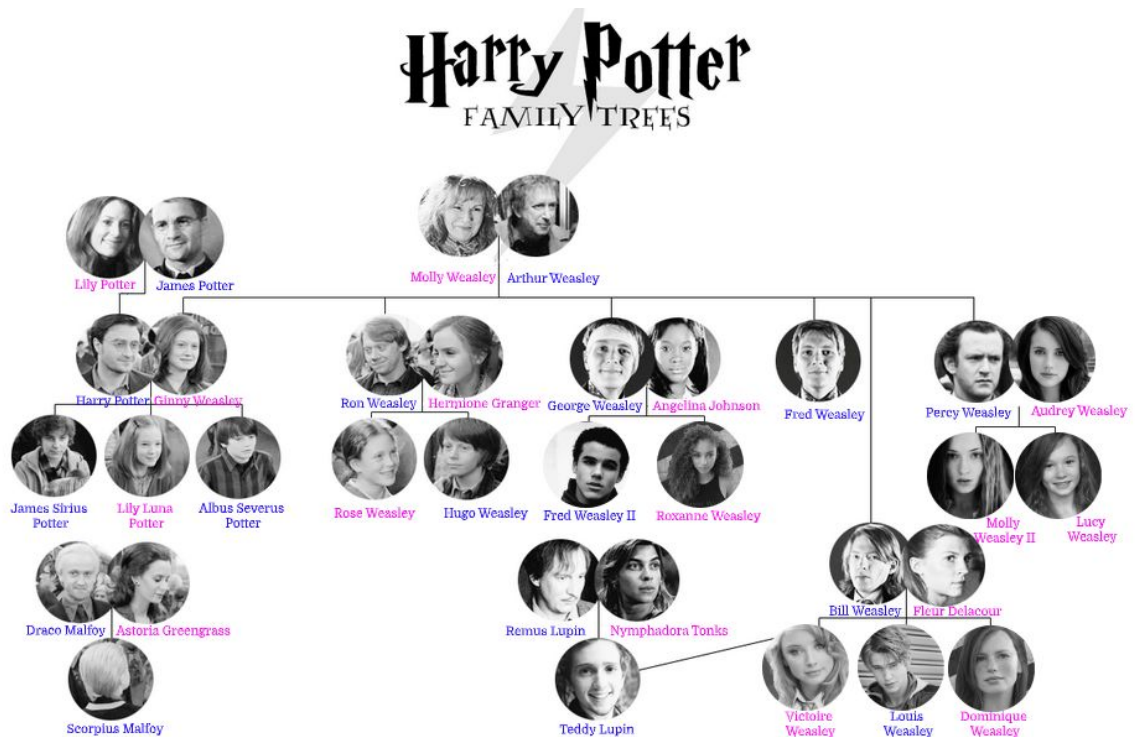 Harry Potter
FAMILY TREES
Lily Potter
James Potter
Molly Weasley
Arthur Weasley
Harry Potter
Ginny Weasley
Ron Weasley
Hermione Granger
George Weasley
Angelina Johnson
Fred Weasley
Percy Weasley
Audrey Weasley
James Sirius
Potter
Lily Luna
Potter
Albus Severus
Potter
Rose Weasley
Hugo Weasley
Fred Weasley II
Roxanne Weasley
Molly
Weasley II
Lucy
Weasley
Draco Malfoy
Astoria Greengrass
Remus Lupin
Nymphadora Tonks
Bill Weasley
Fleur Delacour
Scorpius Malfoy
Teddy Lupin
Victoire
Weasley
Louis
Weasley
Dominique
Weasley